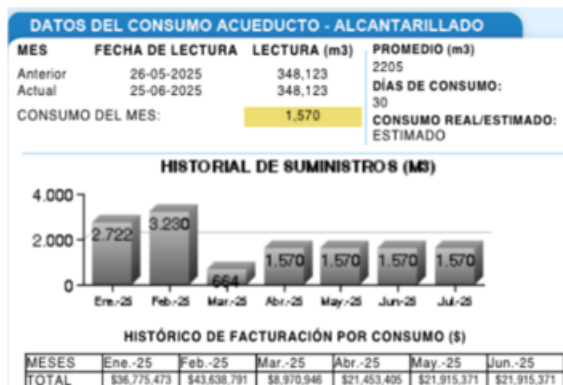 DATOS DEL CONSUMO ACUEDUCTO - ALCANTARILLADO
MES FECHA DE LECTURA LECTURA (m3)
Anterior 26-05-2025 348,123
Actual 25-06-2025 348,123
CONSUMO DEL MES: 1,570
PROMEDIO (m3)
2205
DÍAS DE CONSUMO:
30
CONSUMO REAL/ESTIMADO:
ESTIMADO
HISTORIAL DE SUMINISTROS (M3)
4.000
2.000
0
2.722 3.230 664 1.570 1.570 1.570 1.570
Ene.-25 Feb.-25 Mar.-25 Abr.-25 May.-25 Jun-25 Jul.-25
HISTÓRICO DE FACTURACIÓN POR CONSUMO ($)
MESES Ene.-25 Feb.-25 Mar.-25 Abr.-25 May.-25 Jun.-25
TOTAL $36,775.473 $43,638.791 $8,970,946 $21,453,405 $21,915,371 $21,915,371